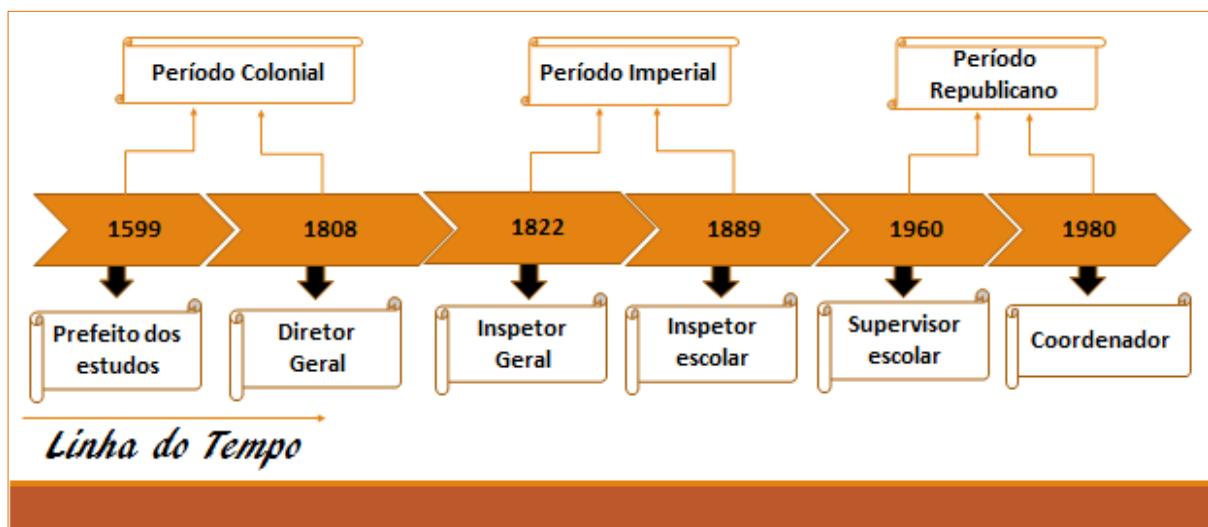 Período Colonial
Período Imperial
Período
Republicano
1599
1808
1822
1889
1960
1980
Prefeito dos
estudos
Diretor
Geral
Inspetor
Geral
Inspetor
escolar
Supervisor
escolar
Coordenador
Linha do Tempo